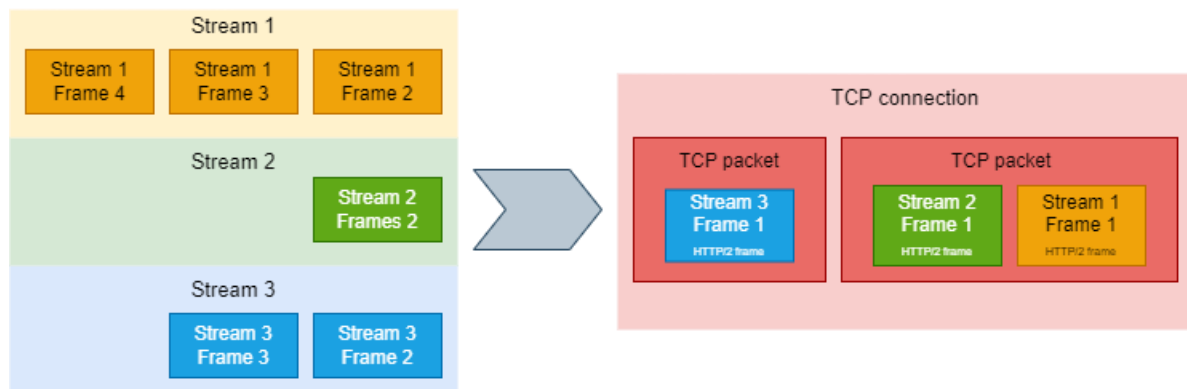 Stream 1
Stream 1
Frame 4
Stream 1
Frame 3
Stream 1
Frame 2
Stream 2
Stream 2
Frames 2
Stream 3
Stream 3
Frame 3
Stream 3
Frame 2
TCP connection
TCP packet
Stream 3
Frame 1
HTTP/2 frame
TCP packet
Stream 2
Frame 1
HTTP/2 frame
Stream 1
Frame 1
HTTP/2 frame